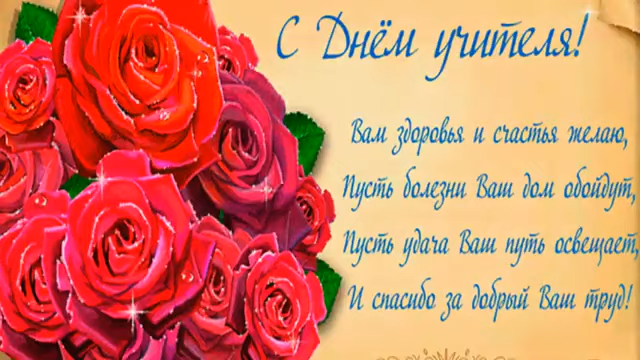 С Днём учителя!
Вам здоровья и счастья желаю,
Пусть болезни Ваш дом обойдут,
Пусть удача Ваш путь освещает,
И спасибо за добрый Ваш труд!